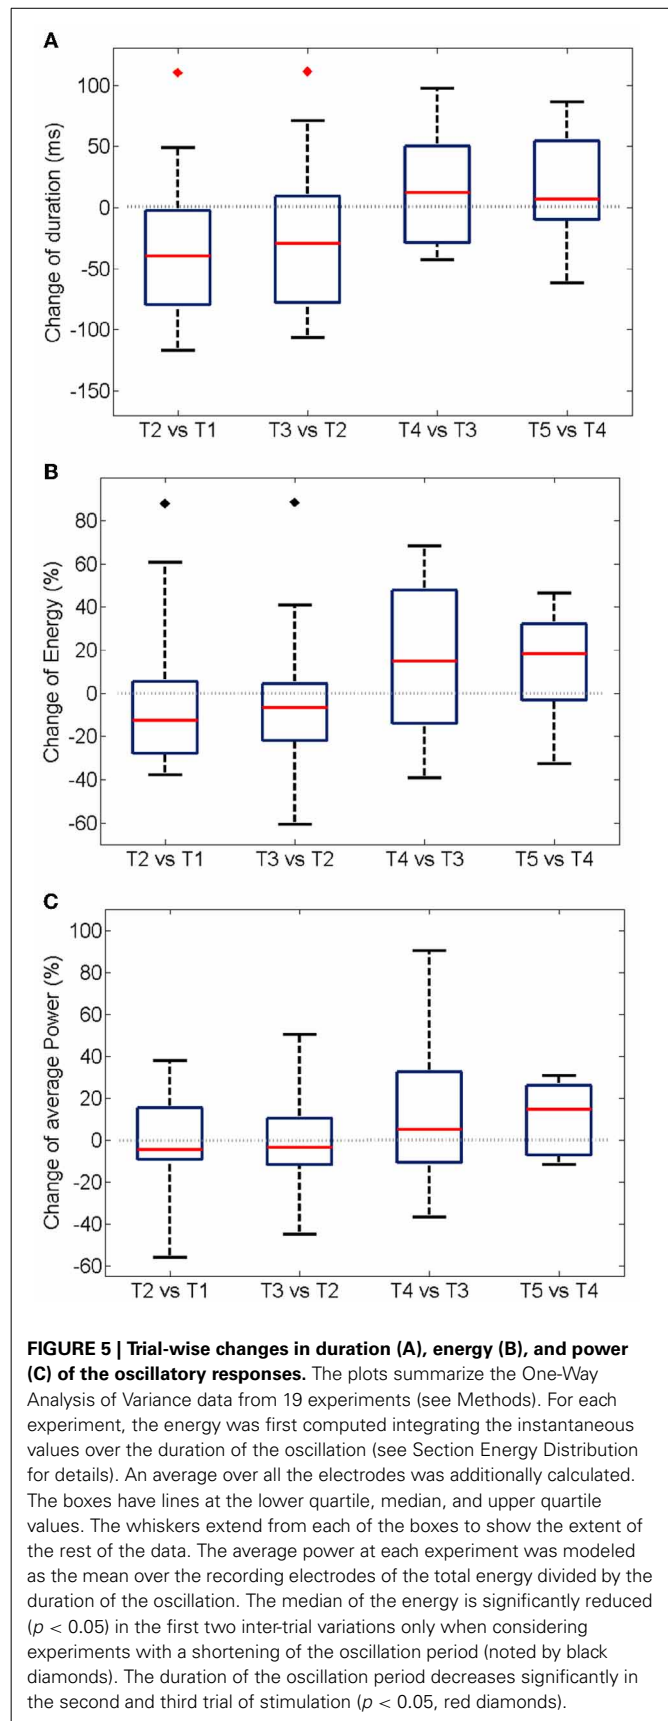 A
Change of duration (ms)
100
50
0
-50
-100
-150
T2 vs T1 T3 vs T2 T4 vs T3 T5 vs T4
B
Change of Energy (%)
80
60
40
20
0
-20
-40
-60
T2 vs T1 T3 vs T2 T4 vs T3 T5 vs T4
C
Change of average Power (%)
100
80
60
40
20
0
-20
-40
-60
T2 vs T1 T3 vs T2 T4 vs T3 T5 vs T4
FIGURE 5 | Trial-wise changes in duration (A), energy (B), and power
(C) of the oscillatory responses. The plots summarize the One-Way
Analysis of Variance data from 19 experiments (see Methods). For each
experiment, the energy was first computed integrating the instantaneous
values over the duration of the oscillation (see Section Energy Distribution
for details). An average over all the electrodes was additionally calculated.
The boxes have lines at the lower quartile, median, and upper quartile
values. The whiskers extend from each of the boxes to show the extent of
the rest of the data. The average power at each experiment was modeled
as the mean over the recording electrodes of the total energy divided by the
duration of the oscillation. The median of the energy is significantly reduced
(p < 0.05) in the first two inter-trial variations only when considering
experiments with a shortening of the oscillation period (noted by black
diamonds). The duration of the oscillation period decreases significantly in
the second and third trial of stimulation (p < 0.05, red diamonds).